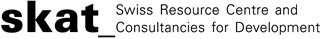 skat_ Swiss Resource Centre and
Consultancies for Development